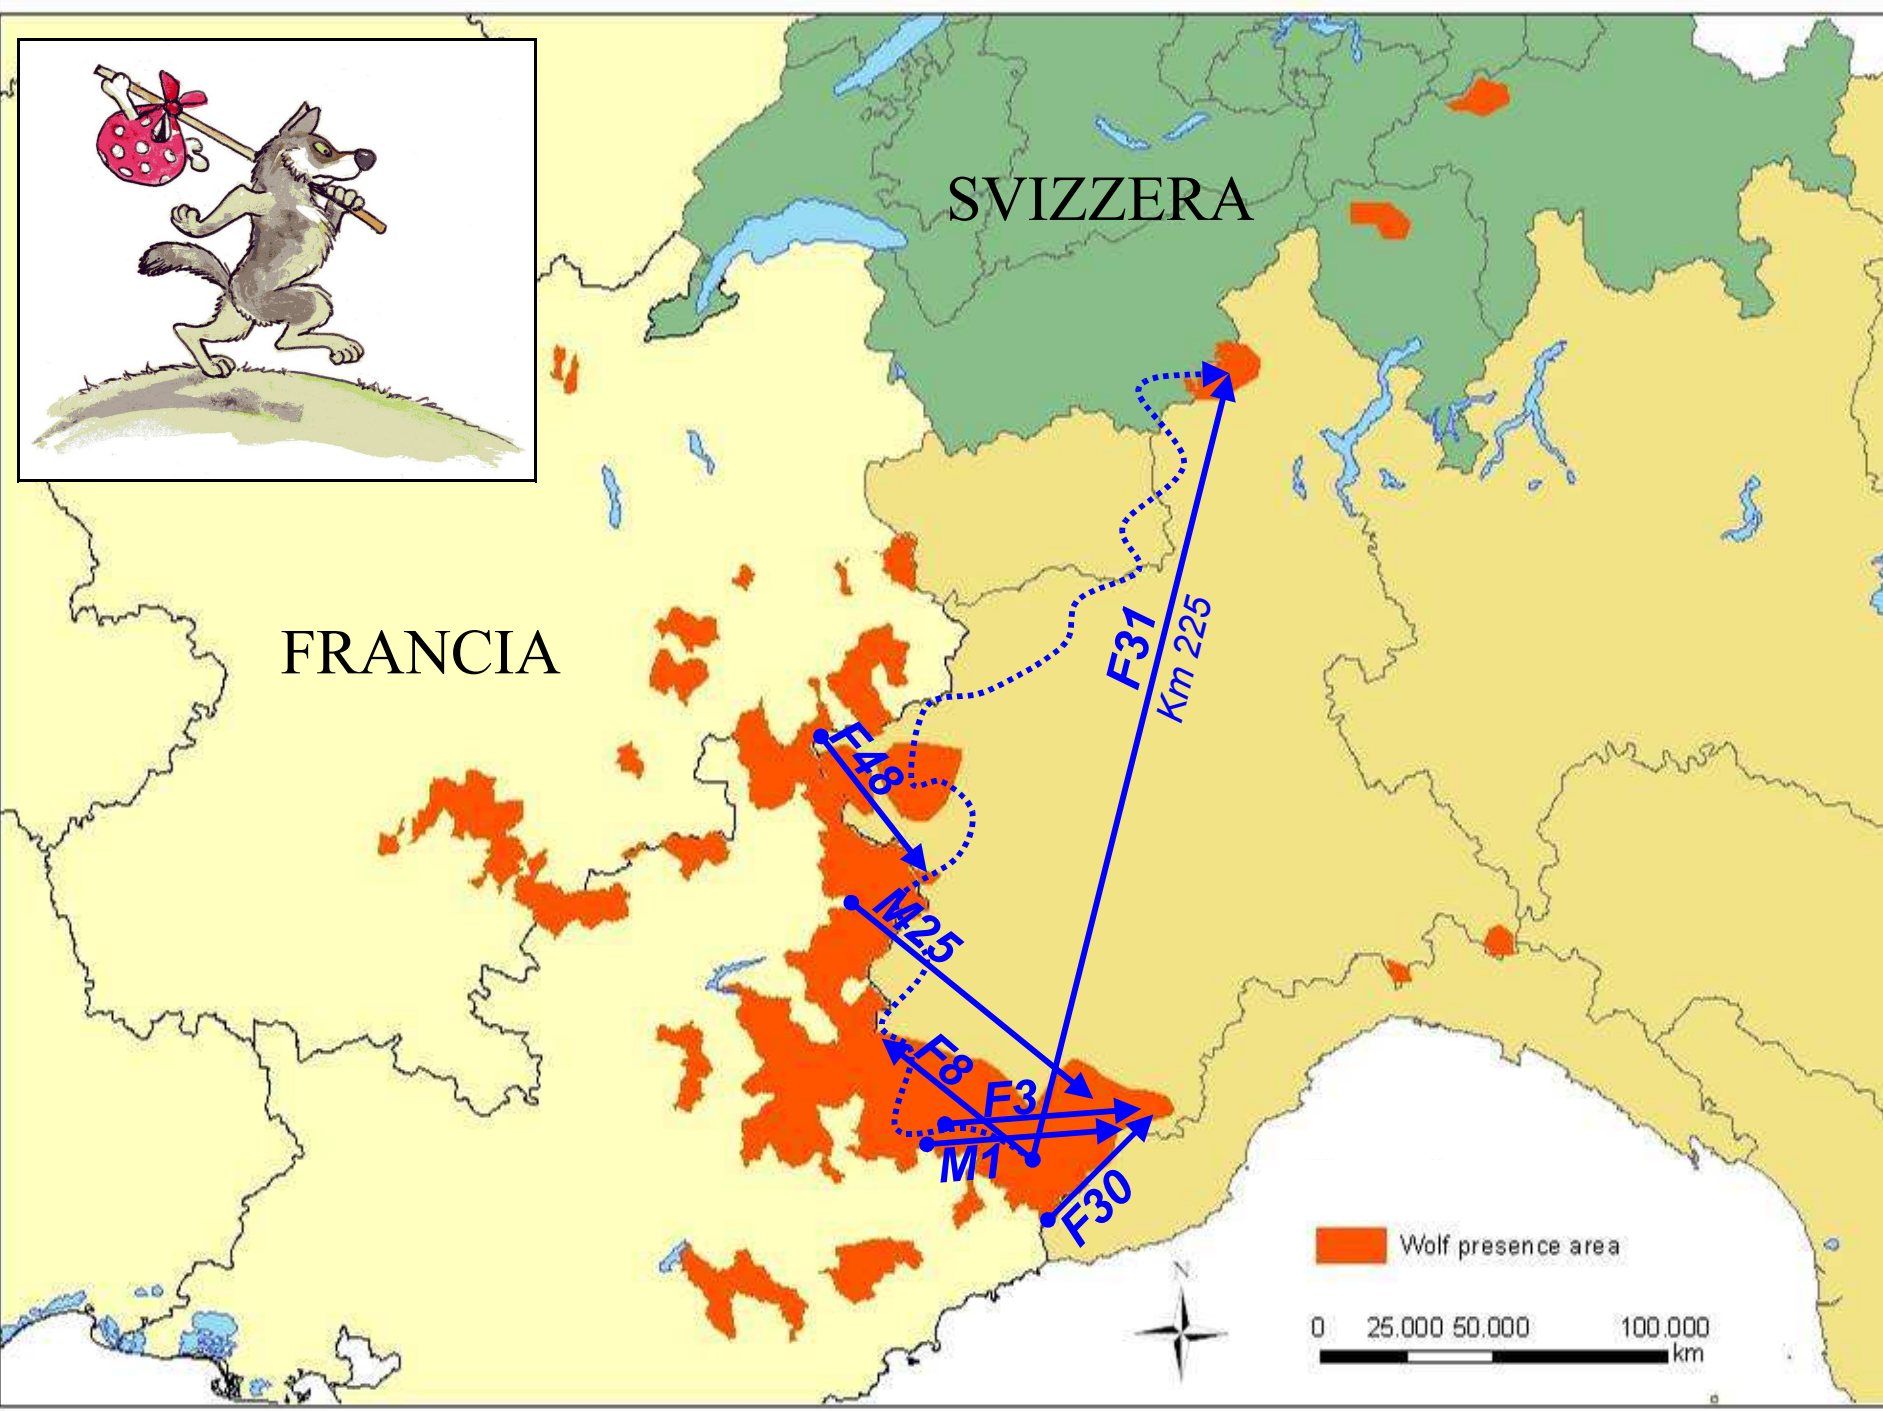 SVIZZERA
FRANCIA
F31
Km 225
F48
M25
F8
F3
M1
F30
Wolf presence area
N
0 25.000 50.000 100.000
km